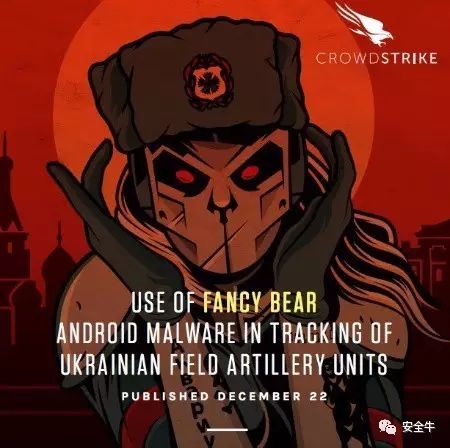 CROWDSTRIKE
USE OF FANCY BEAR
ANDROID MALWARE IN TRACKING OF
UKRAINIAN FIELD ARTILLERY UNITS
PUBLISHED DECEMBER 22
安全牛